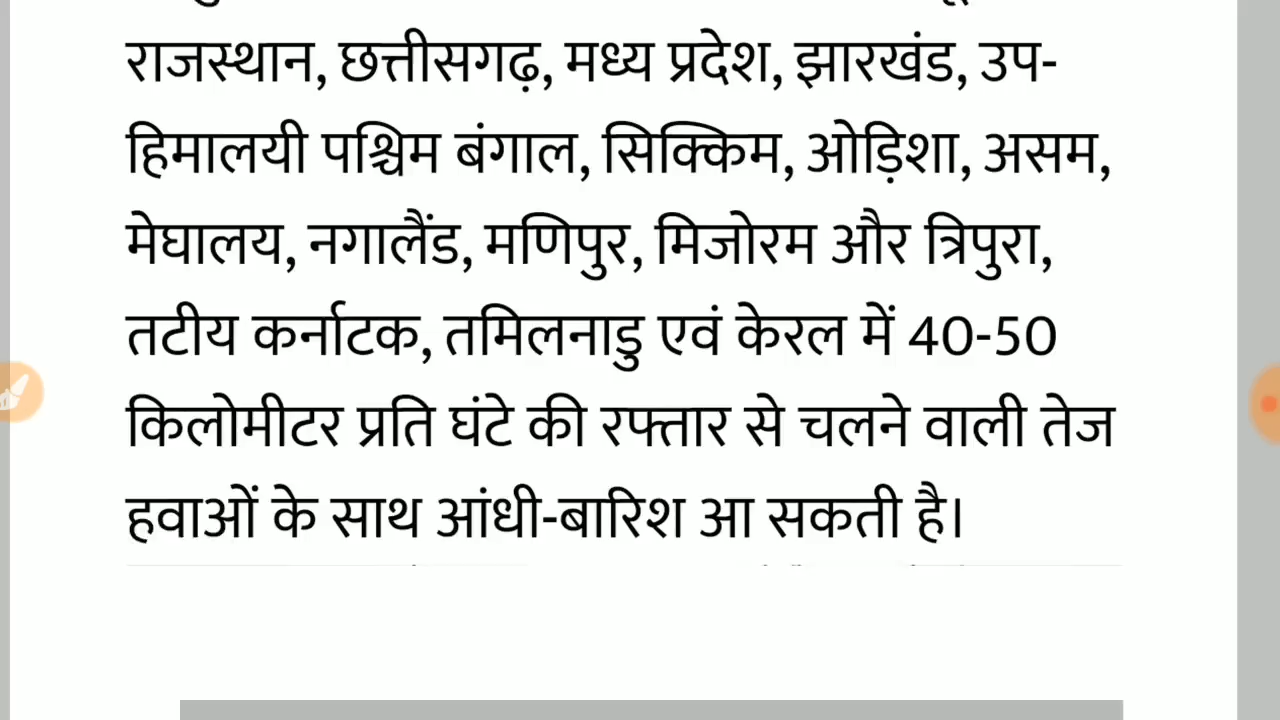 राजस्थान, छत्तीसगढ़, मध्य प्रदेश, झारखंड, उप-
हिमालयी पश्चिम बंगाल, सिक्किम, ओड़िशा, असम,
मेघालय, नगालैंड, मणिपुर, मिजोरम और त्रिपुरा,
तटीय कर्नाटक, तमिलनाडु एवं केरल में 40-50
किलोमीटर प्रति घंटे की रफ्तार से चलने वाली तेज
हवाओं के साथ आंधी-बारिश आ सकती है।